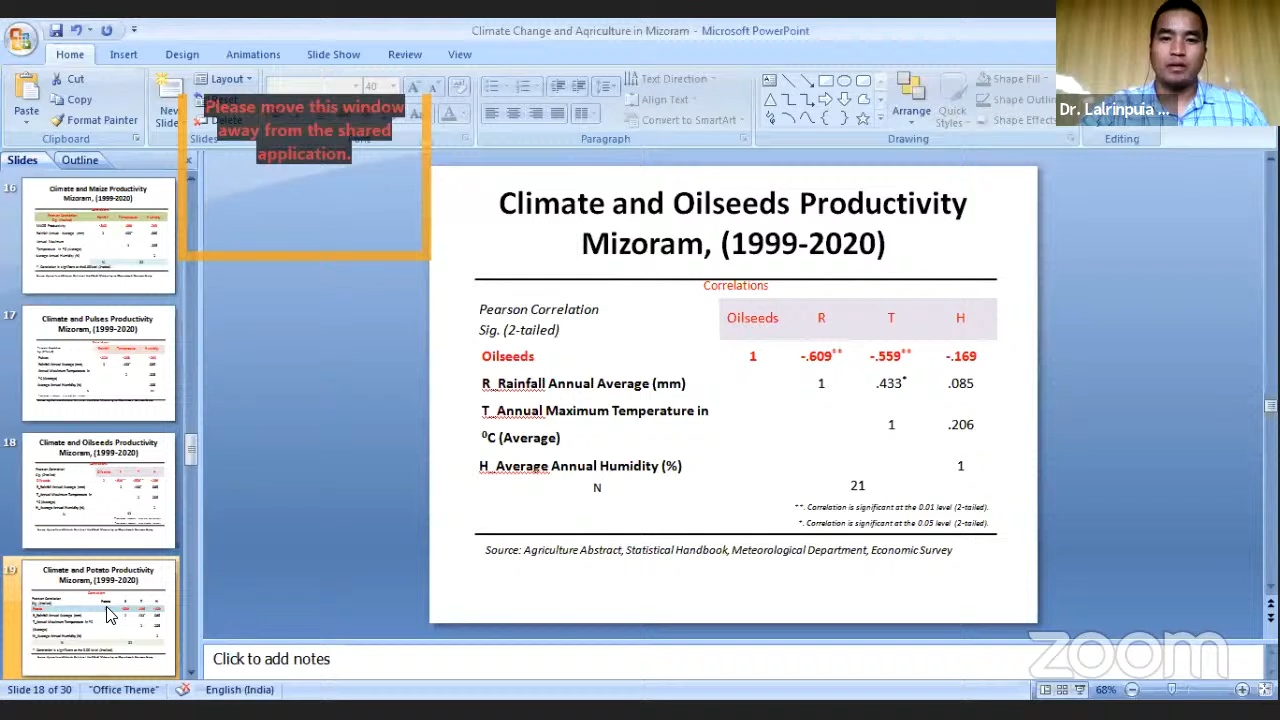 Climate Change and Agriculture in Mizoram - Microsoft PowerPoint
Home Insert Design Animations Slide Show Review View
Cut
Copy
Format Painter
Paste
Clipboard
New
Slide
Layout
Delete
Slides
40
Paragraph
Text Direction
Align Text
Convert to SmartArt
Arrange
Quick
Styles
Shape Fill
Editing
Please move this window
away from the shared
application.
Dr. Lalrinpuia ...
Slides Outline
16
Climate and Maize Productivity
Mizoram, (1999-2020)
17
Climate and Pulses Productivity
Mizoram, (1999-2020)
18
Climate and Oilseeds Productivity
Mizoram, (1999-2020)
19
Climate and Potato Productivity
Mizoram, (1999-2020)
Climate and Oilseeds Productivity
Mizoram, (1999-2020)
Correlations
Pearson Correlation
Sig. (2-tailed)
Oilseeds R T H
Oilseeds 1 -.609** -.559** -.169
R_Rainfall Annual Average (mm) 1 .433* .085
T_Annual Maximum Temperature in
⁰C (Average) 1 .206
H_Average Annual Humidity (%) 1
N 21
**. Correlation is significant at the 0.01 level (2-tailed).
*. Correlation is significant at the 0.05 level (2-tailed).
Source: Agriculture Abstract, Statistical Handbook, Meteorological Department, Economic Survey
Click to add notes
zoom
Slide 18 of 30 "Office Theme" English (India) 68%